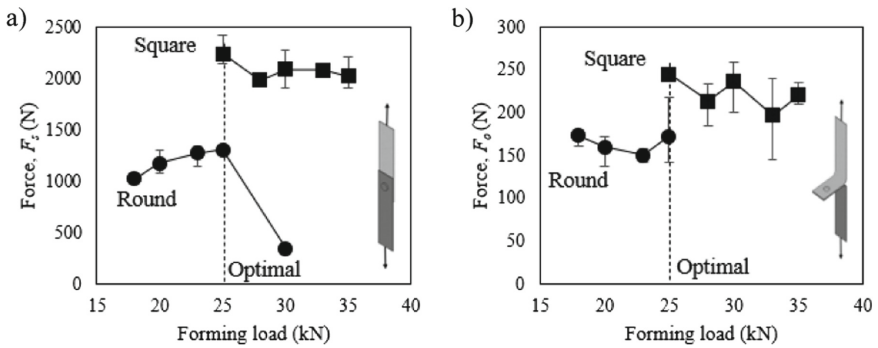 a)
2500
2000
1500
1000
500
0
Force, Fs (N)
Square
Round
Optimal
15 20 25 30 35 40
Forming load (kN)
b)
300
250
200
150
100
50
0
Force, Fo (N)
Square
Round
Optimal
15 20 25 30 35 40
Forming load (kN)